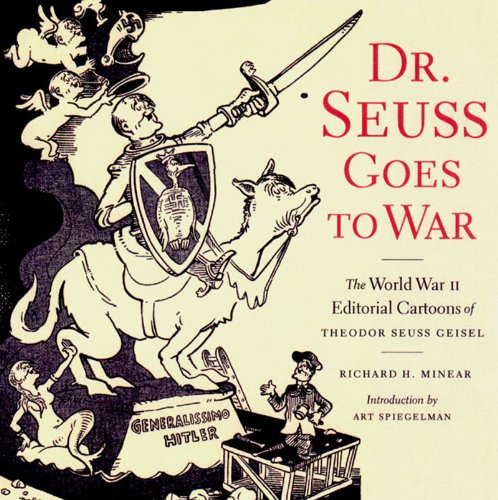 DR.
SEUSS
GOES
TO WAR
The World War II
Editorial Cartoons of
THEODOR SEUSS GEISEL
RICHARD H. MINEAR
Introduction by
ART SPIEGELMAN
GENERALISSIMO
HITLER